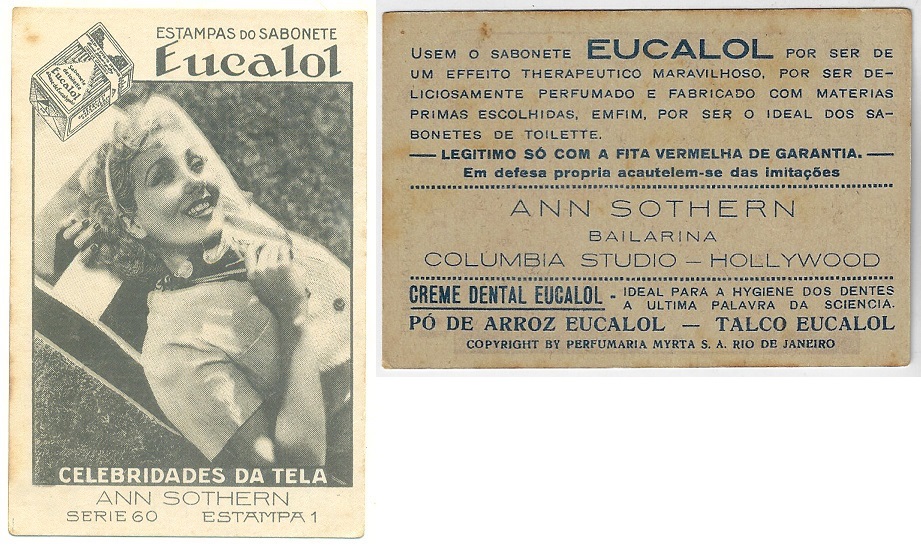 ESTAMPAS DO SABONETE
Eucalol
Sabonete
Eucalol
CELEBRIDADES DA TELA
ANN SOTHERN
SERIE 60 ESTAMPA 1
USEM O SABONETE EUCALOL POR SER DE
UM EFFEITO THERAPEUTICO MARAVILHOSO, POR SER DE-
LICIOSAMENTE PERFUMADO E FABRICADO COM MATERIAS
PRIMAS ESCOLHIDAS, EMFIM, POR SER O IDEAL DOS SA-
BONETES DE TOILETTE.
— LEGITIMO SÓ COM A FITA VERMELHA DE GARANTIA. —
Em defesa propria acautelem-se das imitações
ANN SOTHERN
BAILARINA
COLUMBIA STUDIO – HOLLYWOOD
CREME DENTAL EUCALOL - IDEAL PARA A HYGIENE DOS DENTES
A ULTIMA PALAVRA DA SCIENCIA.
PÓ DE ARROZ EUCALOL — TALCO EUCALOL
COPYRIGHT BY PERFUMARIA MYRTA S. A. RIO DE JANEIRO